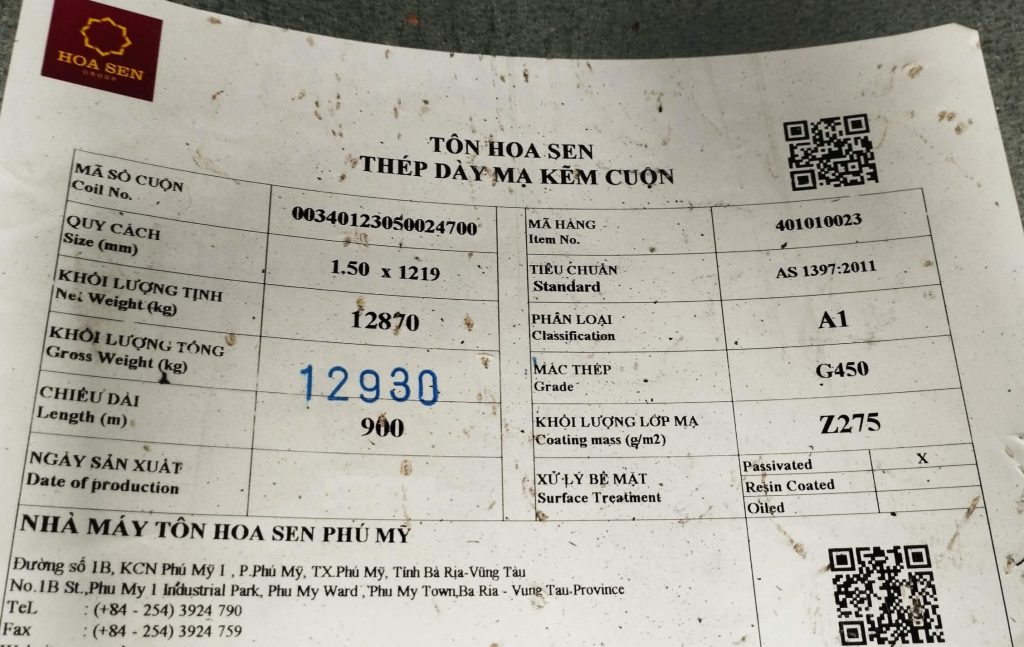 HOA SEN
GROUP
TÔN HOA SEN
THÉP DÀY MẠ KẼM CUỘN
MÃ SỐ CUỘN
Coil No.
00340123050024700
QUY CÁCH
Size (mm)
1.50 x 1219
KHỐI LƯỢNG TỊNH
Net Weight (kg)
12870
KHỐI LƯỢNG TỔNG
Gross Weight (kg)
12930
CHIỀU DÀI
Length (m)
900
NGÀY SẢN XUẤT
Date of production
MÃ HÀNG
Item No.
401010023
TIÊU CHUẨN
Standard
AS 1397:2011
PHÂN LOẠI
Classification
A1
MÁC THÉP
Grade
G450
KHỐI LƯỢNG LỚP MẠ
Coating mass (g/m2)
Z275
XỬ LÝ BỀ MẶT
Surface Treatment
Passivated X
Resin Coated
Oiled
NHÀ MÁY TÔN HOA SEN PHÚ MỸ
Đường số 1B, KCN Phú Mỹ 1 , P.Phú Mỹ, TX.Phú Mỹ, Tỉnh Bà Rịa-Vũng Tàu
No.1B St.,Phu My 1 Industrial Park, Phu My Ward , Phu My Town,Ba Ria - Vung Tau Province
Tel. : (+84 - 254) 3924 790
Fax : (+84 - 254) 3924 759